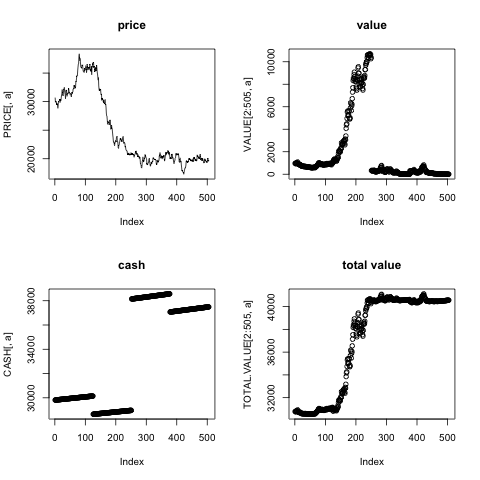 price
PRICE[, a]
20000 30000
0 100 200 300 400 500
Index
value
VALUE[2:505, a]
0 2000 6000 10000
0 100 200 300 400 500
Index
cash
CASH[, a]
30000 34000 38000
0 100 200 300 400 500
Index
total value
TOTAL.VALUE[2:505, a]
32000 36000 40000
0 100 200 300 400 500
Index